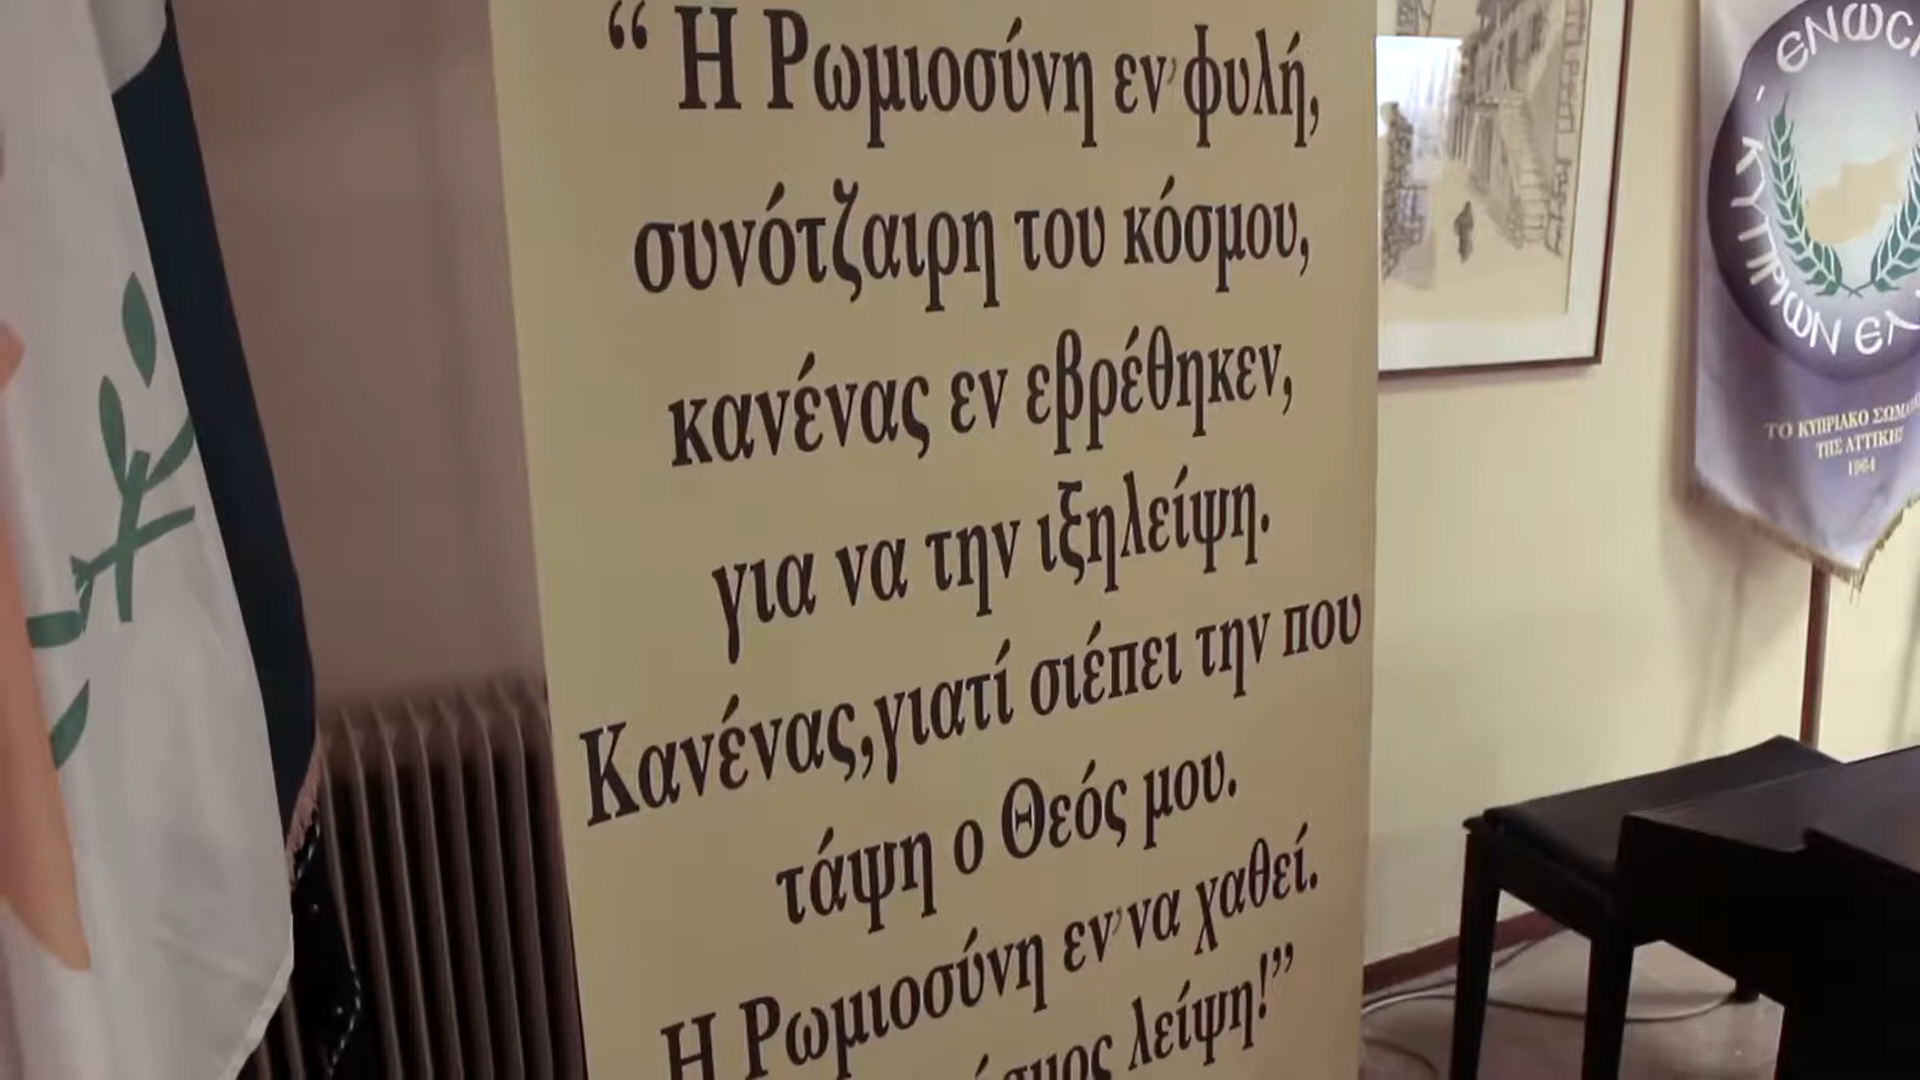 “ Η Ρωμιοσύνη εν’ φυλή,
συνότζαιρη του κόσμου,
κανένας εν εβρέθηκεν,
για να την ιξηλείψη.
Κανένας,γιατί σιέπει την που
τάψη ο Θεός μου.
Η Ρωμιοσύνη εν’ να χαθεί.
λείψη!”
ΚΥΠΡΙΩΝ
ΤΟ ΚΥΠΡΙΑΚΟ
ΤΗΣ ΑΤΤΙΚΗΣ
1964